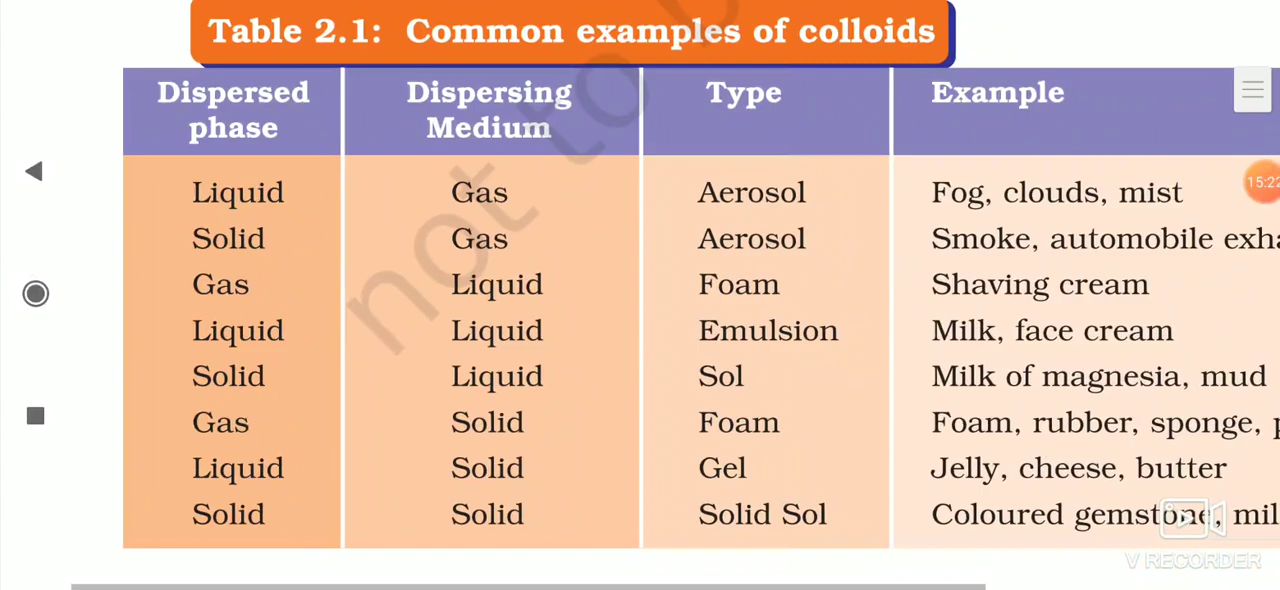 Table 2.1: Common examples of colloids
Dispersed phase Dispersing Medium Type Example
Liquid Gas Aerosol Fog, clouds, mist
Solid Gas Aerosol Smoke, automobile
Gas Liquid Foam Shaving cream
Liquid Liquid Emulsion Milk, face cream
Solid Liquid Sol Milk of magnesia, mud
Gas Solid Foam Foam, rubber, sponge,
Liquid Solid Gel Jelly, cheese, butter
Solid Solid Solid Sol Coloured gemstone,
not to
15:22
V RECORDER